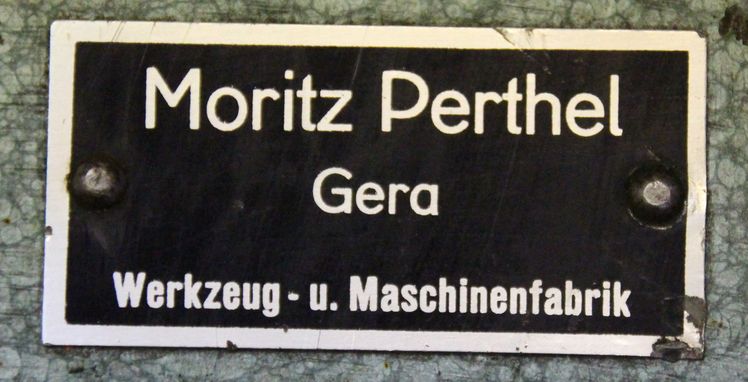 Moritz Perthel
Gera
Werkzeug - u. Maschinenfabrik